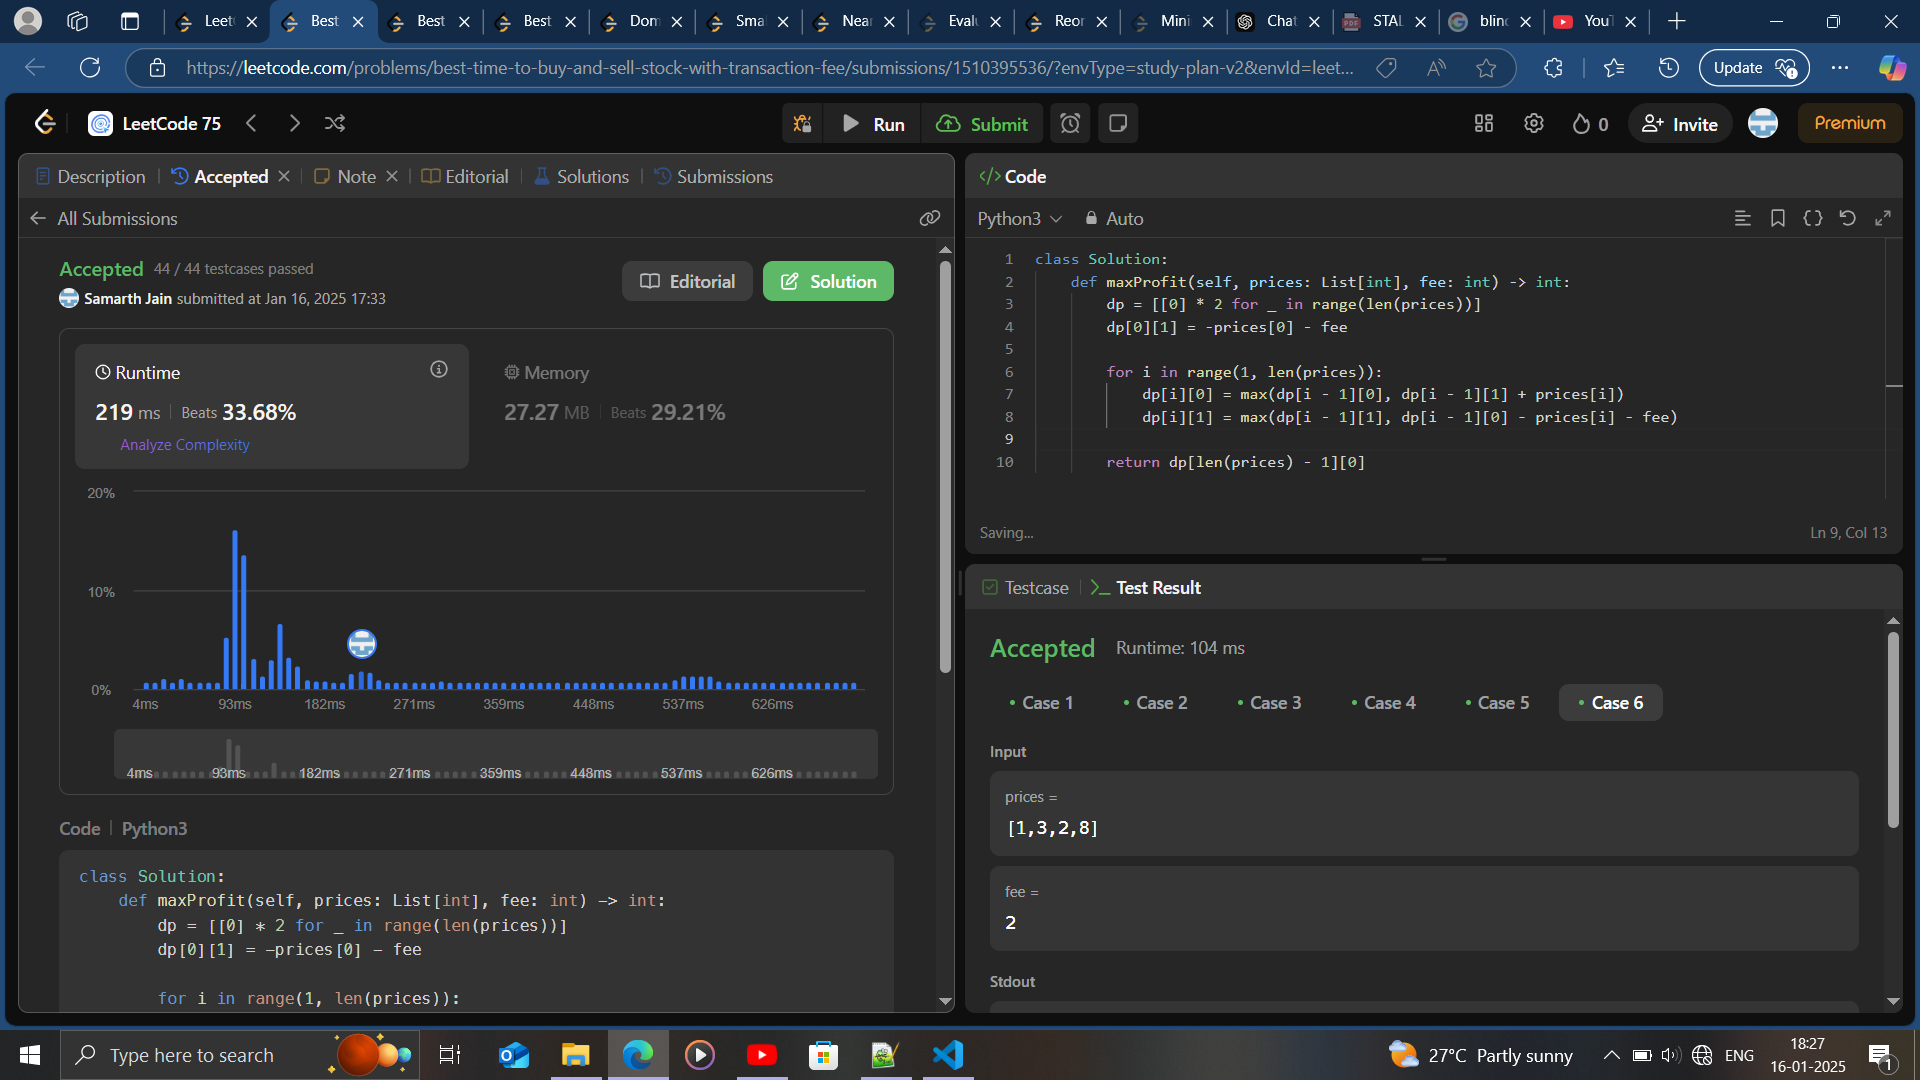 Leet
Best
Best
Best
Dom
Smal
Near
Evalu
Reor
Mini
Chat
STAL
blind
YouT
https://leetcode.com/problems/best-time-to-buy-and-sell-stock-with-transaction-fee/submissions/1510395536/?envType=study-plan-v2&envId=leet...
Update
LeetCode 75
Run
Submit
0
Invite
Premium
Description
Accepted
Note
Editorial
Solutions
Submissions
All Submissions
Accepted 44 / 44 testcases passed
Samarth Jain submitted at Jan 16, 2025 17:33
Editorial
Solution
Runtime
219 ms Beats 33.68%
Analyze Complexity
Memory
27.27 MB Beats 29.21%
20%
10%
0%
4ms 93ms 182ms 271ms 359ms 448ms 537ms 626ms
4ms 93ms 182ms 271ms 359ms 448ms 537ms 626ms
Code Python3
class Solution:
def maxProfit(self, prices: List[int], fee: int) -> int:
dp = [[0] * 2 for _ in range(len(prices))]
dp[0][1] = -prices[0] - fee
for i in range(1, len(prices)):
</> Code
Python3
Auto
1 class Solution:
2 def maxProfit(self, prices: List[int], fee: int) -> int:
3 dp = [[0] * 2 for _ in range(len(prices))]
4 dp[0][1] = -prices[0] - fee
5
6 for i in range(1, len(prices)):
7 dp[i][0] = max(dp[i - 1][0], dp[i - 1][1] + prices[i])
8 dp[i][1] = max(dp[i - 1][1], dp[i - 1][0] - prices[i] - fee)
9
10 return dp[len(prices) - 1][0]
Saving...
Ln 9, Col 13
Testcase
Test Result
Accepted Runtime: 104 ms
Case 1
Case 2
Case 3
Case 4
Case 5
Case 6
Input
prices =
[1,3,2,8]
fee =
2
Stdout
Type here to search
27°C Partly sunny
ENG
18:27
16-01-2025
1